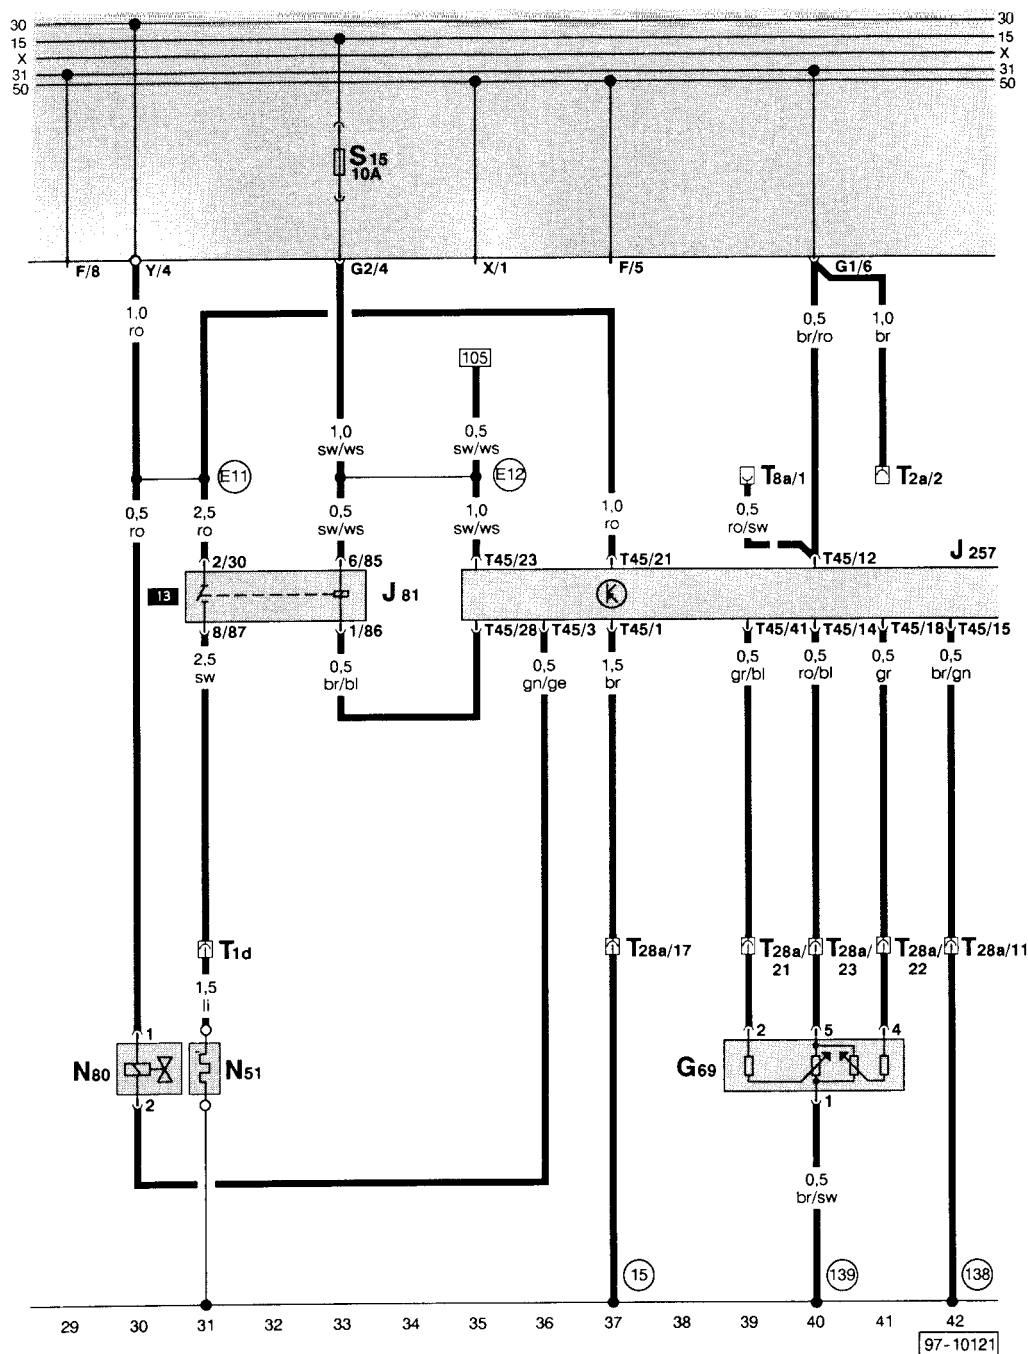 30 30
15 15
X X
31 31
50 50
S15
10A
F/8 Y/4 G2/4 X/1 F/5 G1/6
1,0 0,5 1,0
ro br/ro br
105
1,0 0,5
sw/ws sw/ws
E11 E12 T8a/1 T2a/2
0,5 2,5 0,5 1,0 1,0 0,5
ro ro sw/ws sw/ws ro ro/sw
2/30 6/85 T45/23 T45/21 T45/12 J257
13 J81
8/87 1/86 T45/28 T45/3 T45/1 T45/41 T45/14 T45/18 T45/15
2,5 0,5 0,5 1,5 0,5 0,5 0,5 0,5
sw br/bl gn/ge br gr/bl ro/bl gr br/gn
T1d T28a/17 T28a/21 T28a/23 T28a/22 T28a/11
1,5
li
1 2 5 4
N80 N51 G69
2 1
0,5
br/sw
15 139 138
29 30 31 32 33 34 35 36 37 38 39 40 41 42
97-10121